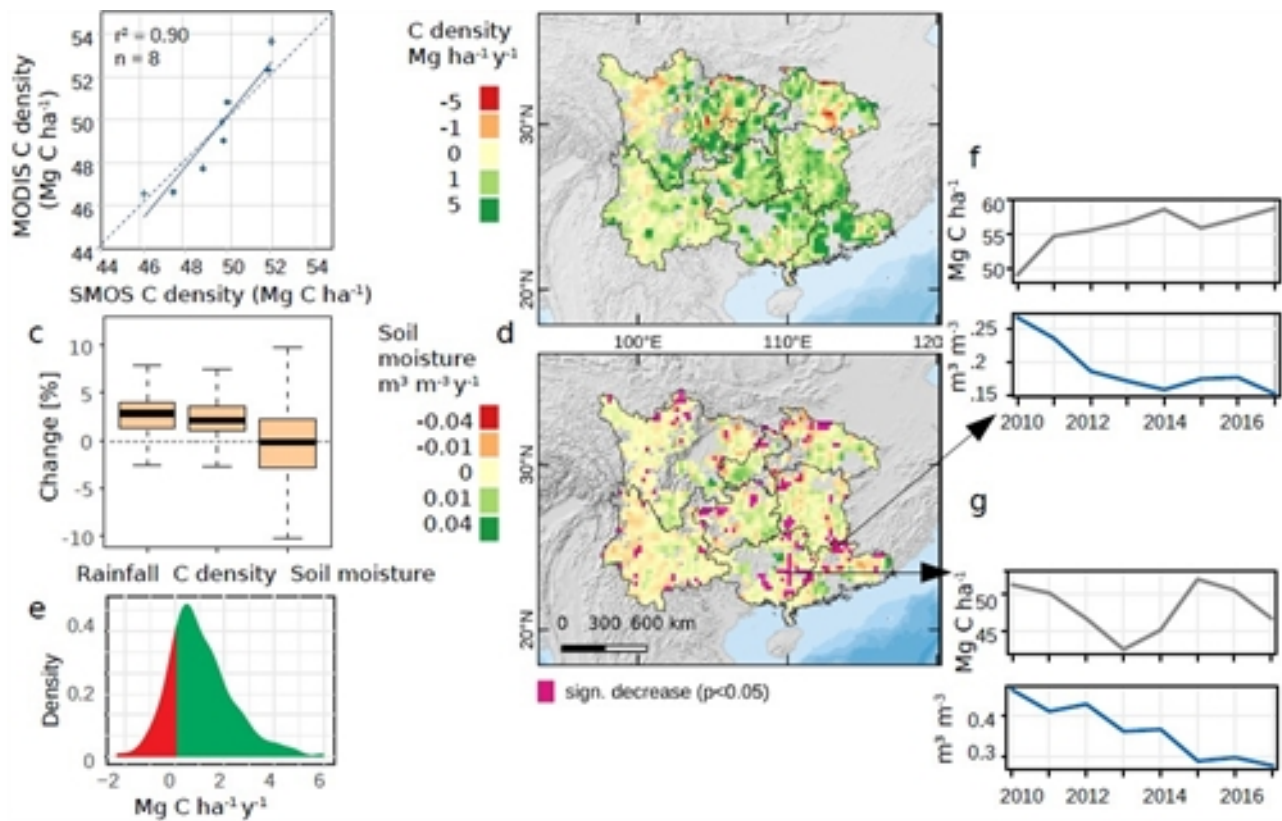 r² = 0.90
n = 8
54
52
50
48
46
44
MODIS C density
(Mg C ha⁻¹)
44 46 48 50 52 54
SMOS C density (Mg C ha⁻¹)
C density
Mg ha⁻¹ y⁻¹
-5
-1
0
1
5
30°N
20°N
100°E 110°E 120
c
Change [%]
10
5
0
-5
-10
Rainfall C density Soil moisture
Soil
moisture
m³ m⁻³ y⁻¹
-0.04
-0.01
0
0.01
0.04
d
30°N
20°N
0 300 600 km
sign. decrease (p<0.05)
e
Density
0.4
0.2
0
−2 0 2 4 6
Mg C ha⁻¹ y⁻¹
f
Mg C ha⁻¹
60
55
50
m³ m⁻³
.25
.2
.15
2010 2012 2014 2016
g
Mg C ha⁻¹
50
45
m³ m⁻³
0.4
0.3
2010 2012 2014 2016